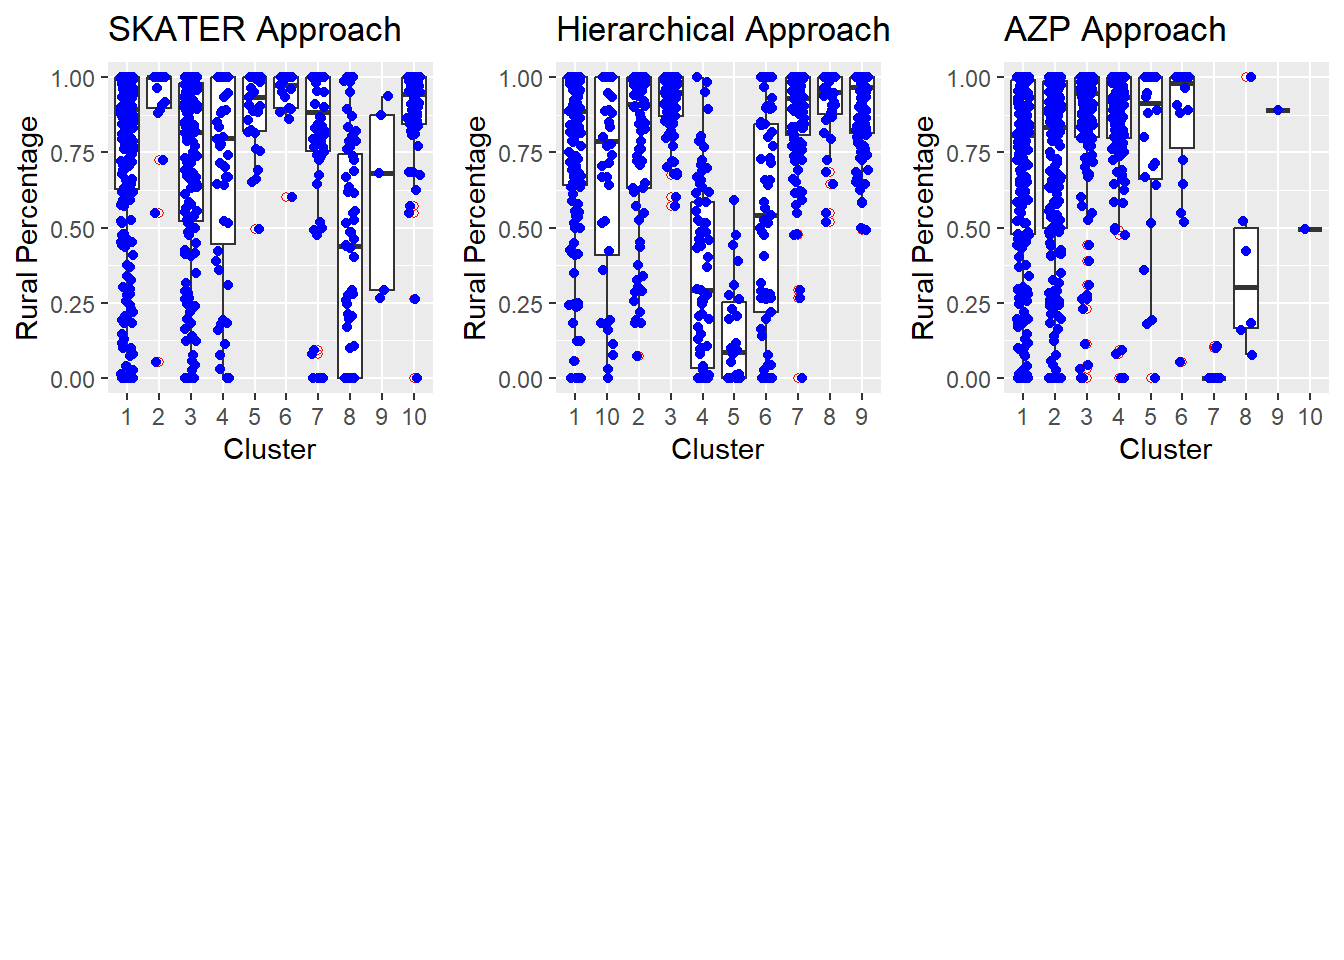 SKATER Approach
Rural Percentage
1.00
0.75
0.50
0.25
0.00
1 2 3 4 5 6 7 8 9 10
Cluster
Hierarchical Approach
Rural Percentage
1.00
0.75
0.50
0.25
0.00
1 10 2 3 4 5 6 7 8 9
Cluster
AZP Approach
Rural Percentage
1.00
0.75
0.50
0.25
0.00
1 2 3 4 5 6 7 8 9 10
Cluster